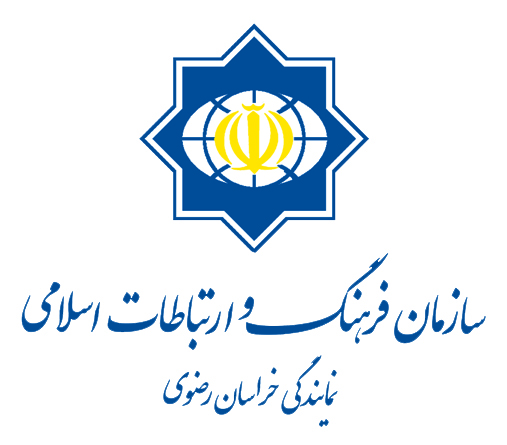 سازمان فرهنگ و ارتباطات اسلامی
نمایندگی خراسان رضوی